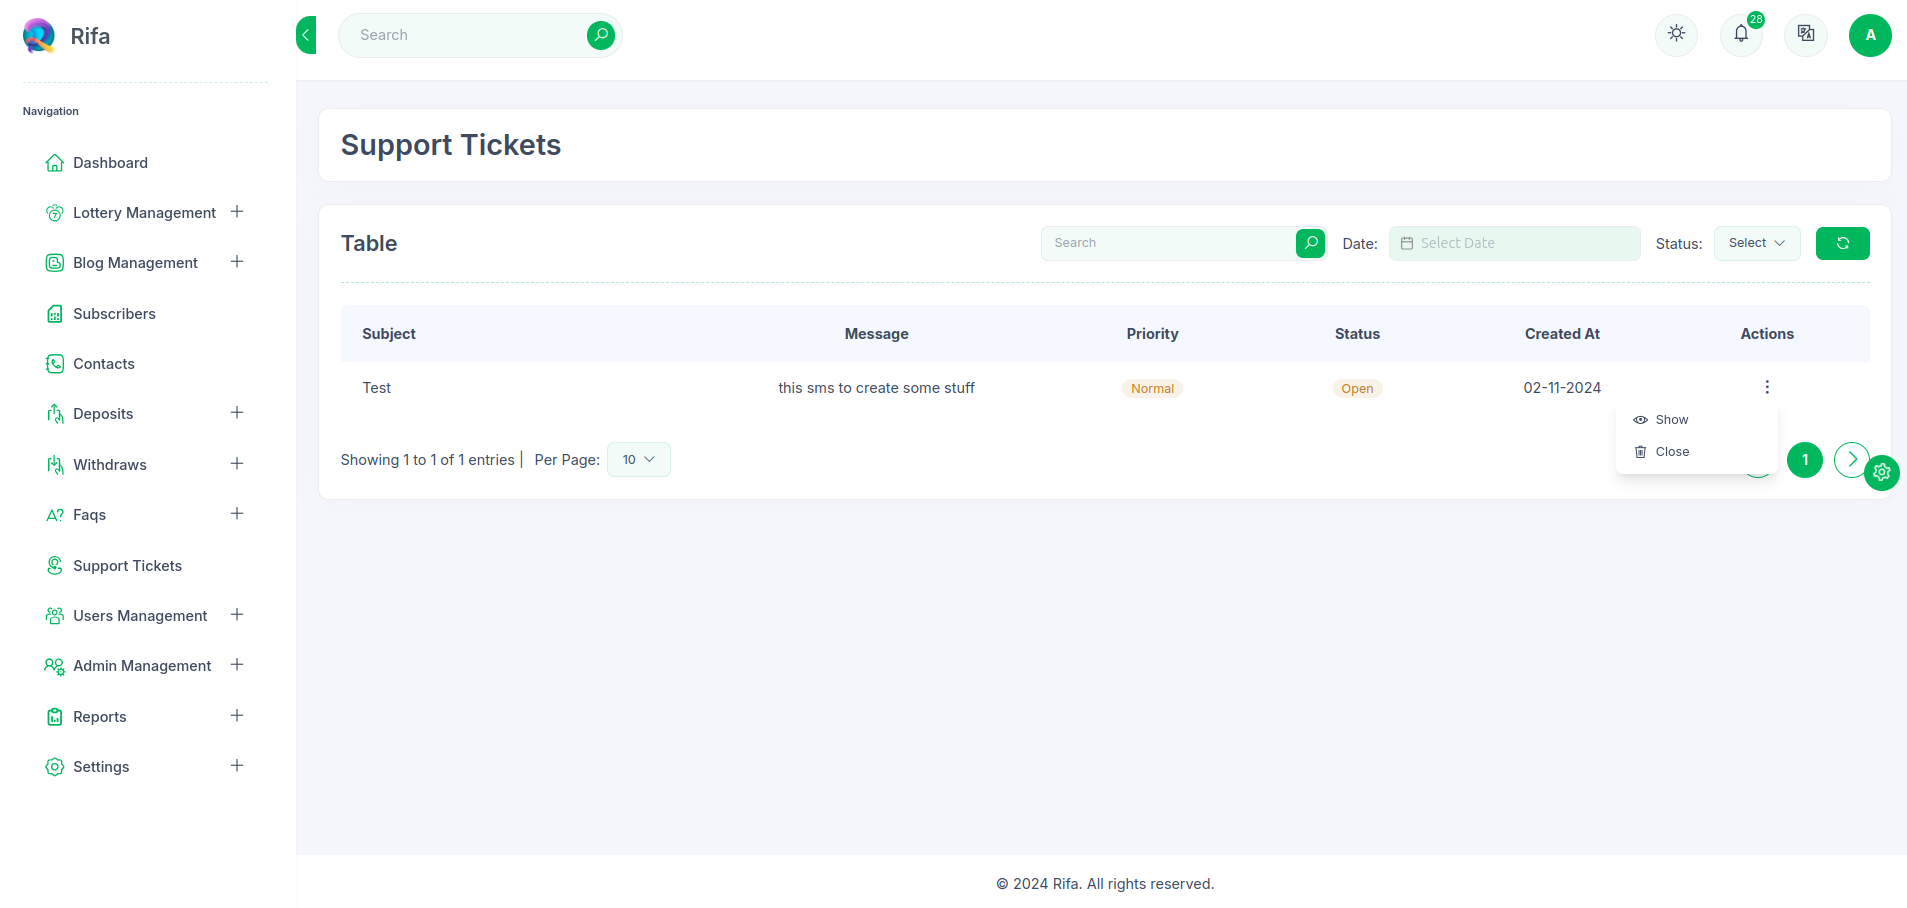 Rifa
Search
28
A
Navigation
Dashboard
Lottery Management
Blog Management
Subscribers
Contacts
Deposits
Withdraws
Faqs
Support Tickets
Users Management
Admin Management
Reports
Settings
Support Tickets
Table
Search
Date: Select Date
Status: Select
Subject Message Priority Status Created At Actions
Test this sms to create some stuff Normal Open 02-11-2024
Show
Close
Showing 1 to 1 of 1 entries | Per Page: 10
1
© 2024 Rifa. All rights reserved.